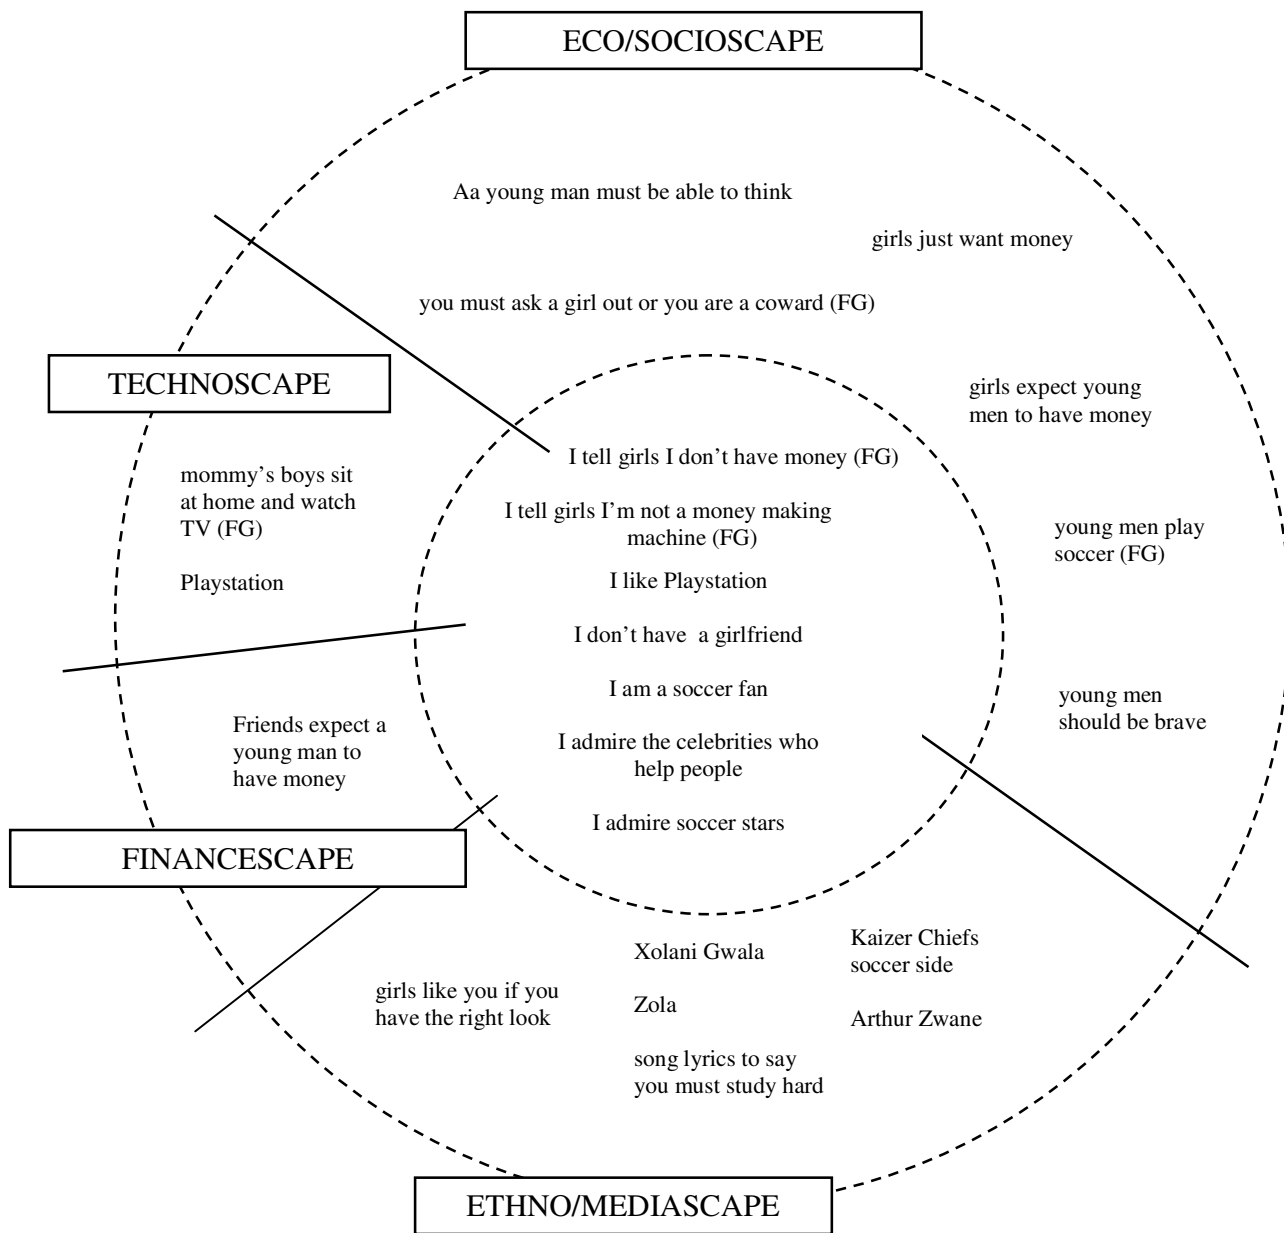 ECO/SOCIOSCAPE
Aa young man must be able to think
girls just want money
you must ask a girl out or you are a coward (FG)
TECHNOSCAPE
girls expect young
men to have money
I tell girls I don’t have money (FG)
mommy’s boys sit
at home and watch
TV (FG)
I tell girls I’m not a money making
machine (FG)
young men play
soccer (FG)
Playstation
I like Playstation
I don’t have a girlfriend
I am a soccer fan
young men
should be brave
Friends expect a
young man to
have money
I admire the celebrities who
help people
I admire soccer stars
FINANCESCAPE
Xolani Gwala
Kaizer Chiefs
soccer side
girls like you if you
have the right look
Zola
Arthur Zwane
song lyrics to say
you must study hard
ETHNO/MEDIASCAPE